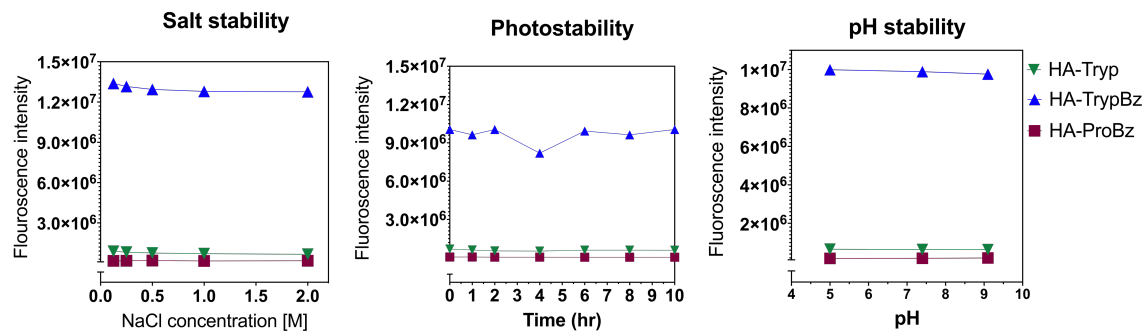 Salt stability
Flouroscence intensity
1.5×10⁷
1.2×10⁷
9.0×10⁶
6.0×10⁶
3.0×10⁶
0.0 0.5 1.0 1.5 2.0
NaCl concentration [M]
Photostability
Fluoroscence intensity
1.5×10⁷
1.2×10⁷
9.0×10⁶
6.0×10⁶
3.0×10⁶
0 1 2 3 4 5 6 7 8 9 10
Time (hr)
pH stability
Fluoroscence intensity
1×10⁷
8×10⁶
6×10⁶
4×10⁶
2×10⁶
4 5 6 7 8 9 10
pH
HA-Tryp
HA-TrypBz
HA-ProBz